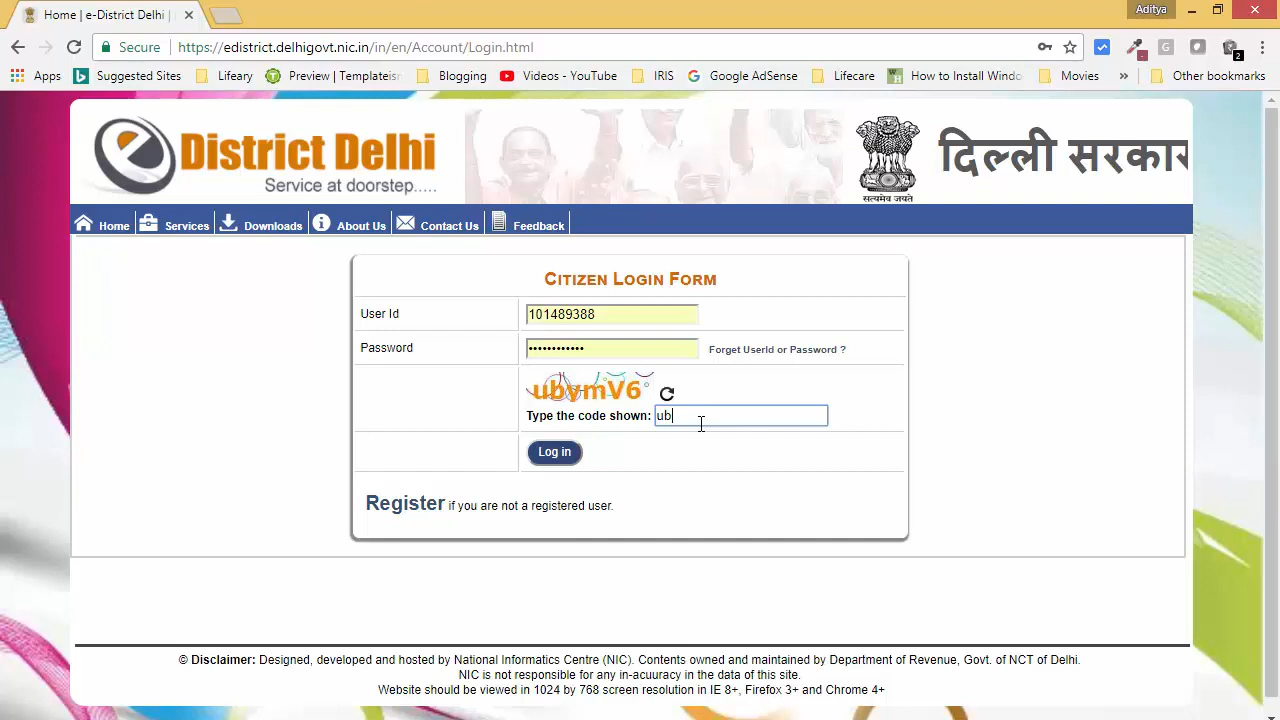 Home | e-District Delhi |
Aditya
Secure
https://edistrict.delhigovt.nic.in/in/en/Account/Login.html
G
2
Apps
Suggested Sites
Lifeary
Preview | Templateism
Blogging
Videos - YouTube
IRIS
Google AdSense
Lifecare
How to Install Windo
Movies
»
Other bookmarks
District Delhi
Service at doorstep.....
सत्यमेव जयते
दिल्ली सरकार
Home
Services
Downloads
About Us
Contact Us
Feedback
Citizen Login Form
User Id
101489388
Password
••••••••••••
Forget UserId or Password ?
ubymV6
Type the code shown:
ub
Log in
Register if you are not a registered user.
© Disclaimer: Designed, developed and hosted by National Informatics Centre (NIC). Contents owned and maintained by Department of Revenue, Govt. of NCT of Delhi.
NIC is not responsible for any in-acuuracy in the data of this site.
Website should be viewed in 1024 by 768 screen resolution in IE 8+, Firefox 3+ and Chrome 4+